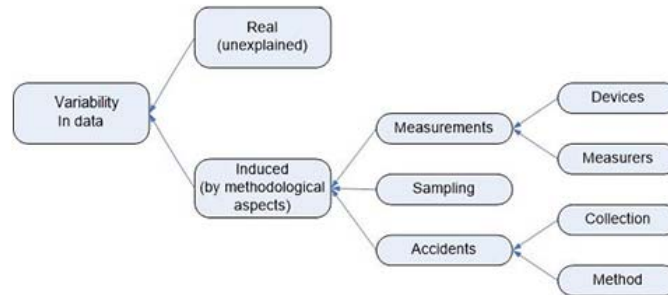 Real
(unexplained)
Variability
In data
Induced
(by methodological
aspects)
Measurements
Sampling
Accidents
Devices
Measurers
Collection
Method